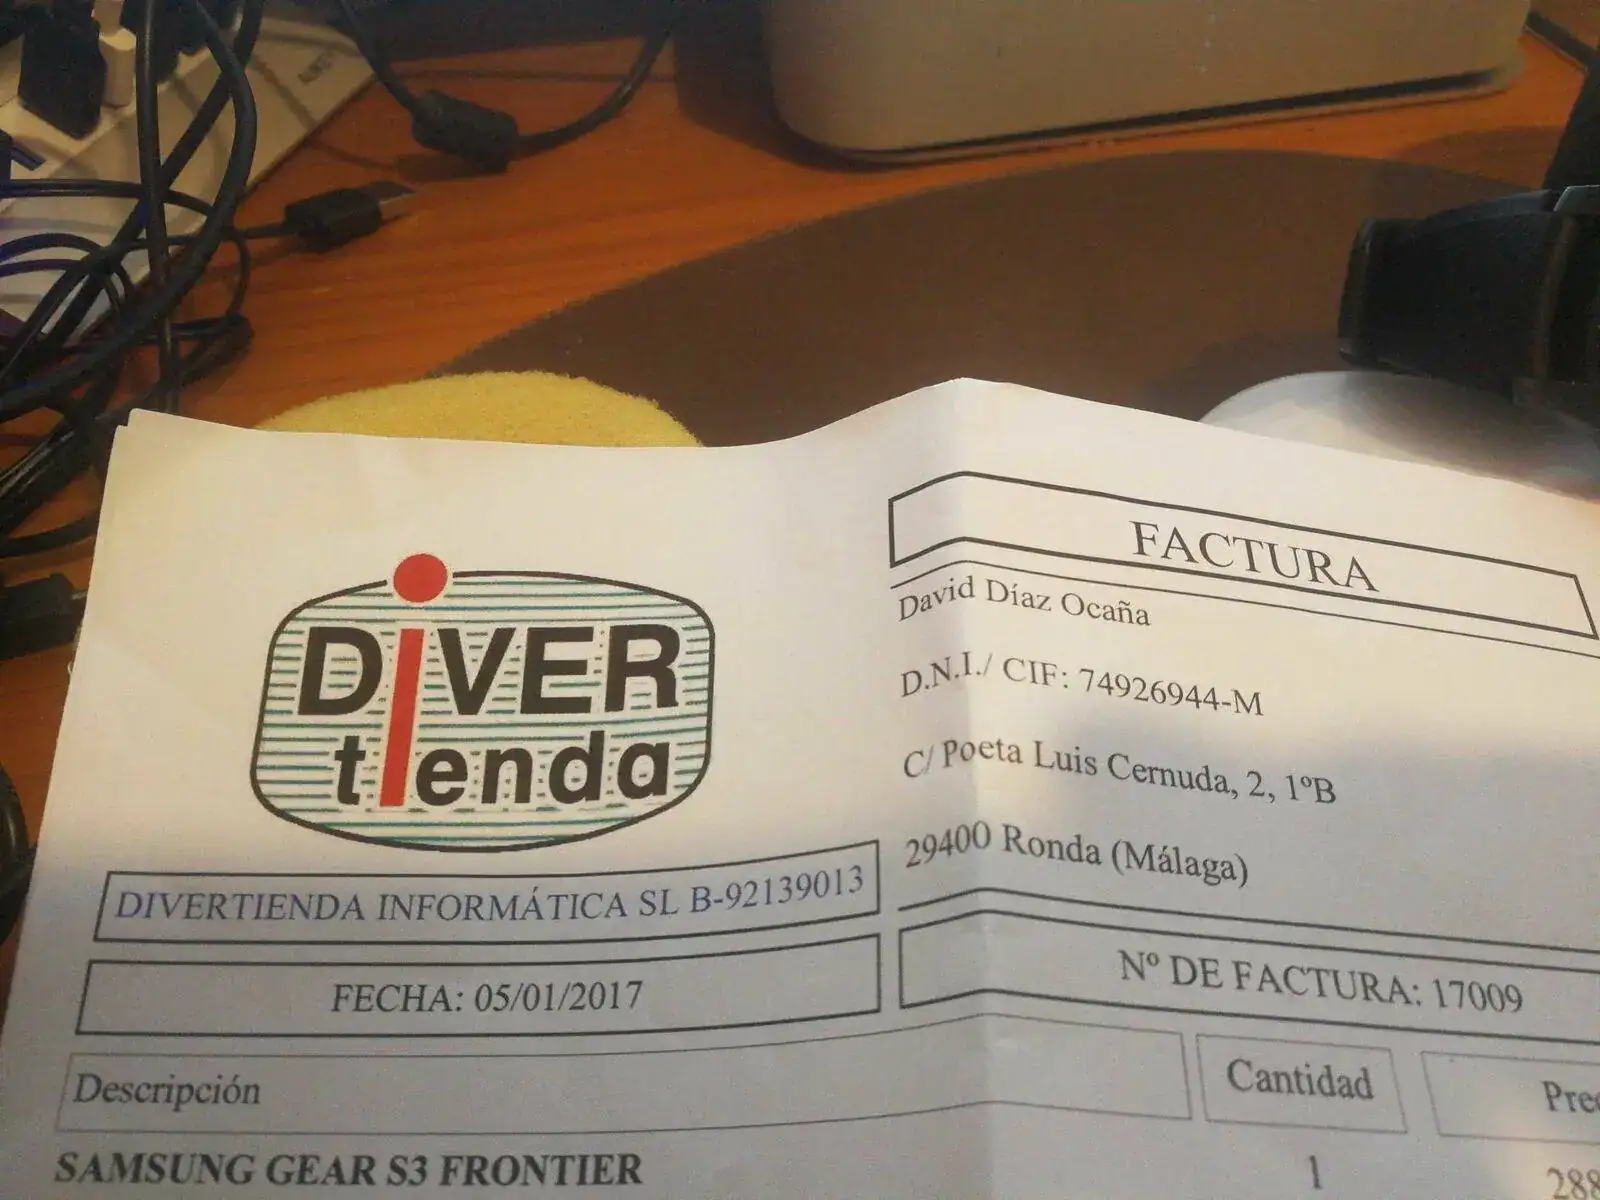 DiVER
tienda
FACTURA
David Díaz Ocaña
D.N.I./ CIF: 74926944-M
C/ Poeta Luis Cernuda, 2, 1ºB
29400 Ronda (Málaga)
DIVERTIENDA INFORMÁTICA SL B-92139013
FECHA: 05/01/2017
Nº DE FACTURA: 17009
Descripción
Cantidad
SAMSUNG GEAR S3 FRONTIER
1